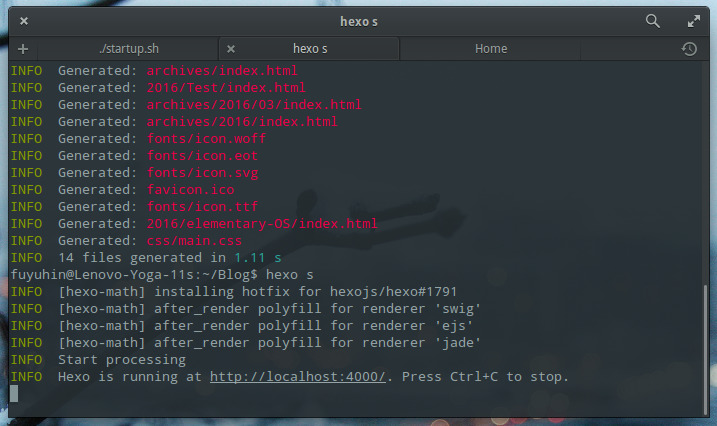 hexo s
./startup.sh
hexo s
Home
INFO  Generated: archives/index.html
INFO  Generated: 2016/Test/index.html
INFO  Generated: archives/2016/03/index.html
INFO  Generated: archives/2016/index.html
INFO  Generated: fonts/icon.woff
INFO  Generated: fonts/icon.eot
INFO  Generated: fonts/icon.svg
INFO  Generated: favicon.ico
INFO  Generated: fonts/icon.ttf
INFO  Generated: 2016/elementary-OS/index.html
INFO  Generated: css/main.css
INFO  14 files generated in 1.11 s
fuyuhin@Lenovo-Yoga-11s:~/Blog$ hexo s
INFO  [hexo-math] installing hotfix for hexojs/hexo#1791
INFO  [hexo-math] after_render polyfill for renderer 'swig'
INFO  [hexo-math] after_render polyfill for renderer 'ejs'
INFO  [hexo-math] after_render polyfill for renderer 'jade'
INFO  Start processing
INFO  Hexo is running at http://localhost:4000/. Press Ctrl+C to stop.